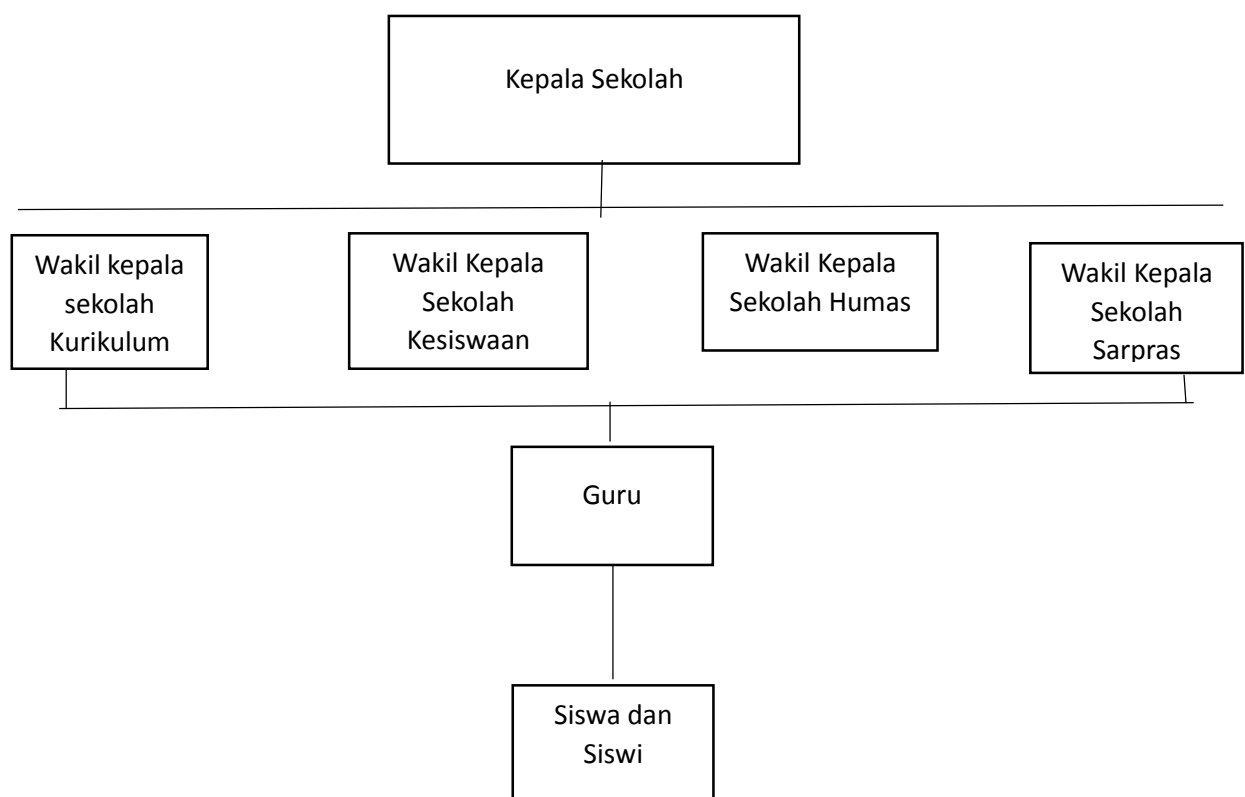 Kepala Sekolah
Wakil kepala
sekolah
Kurikulum
Wakil Kepala
Sekolah
Kesiswaan
Wakil Kepala
Sekolah Humas
Wakil Kepala
Sekolah
Sarpras
Guru
Siswa dan
Siswi